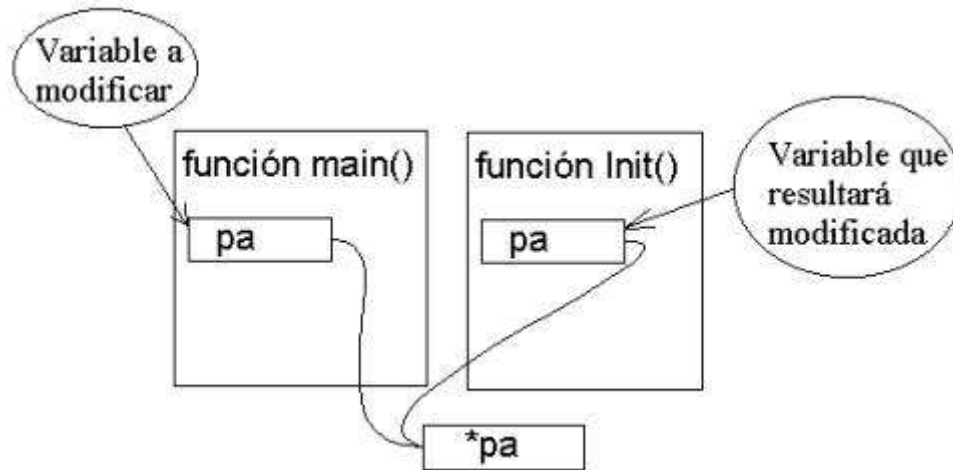 Variable a
modificar
función main()
pa
función Init()
pa
Variable que
resultará
modificada
*pa